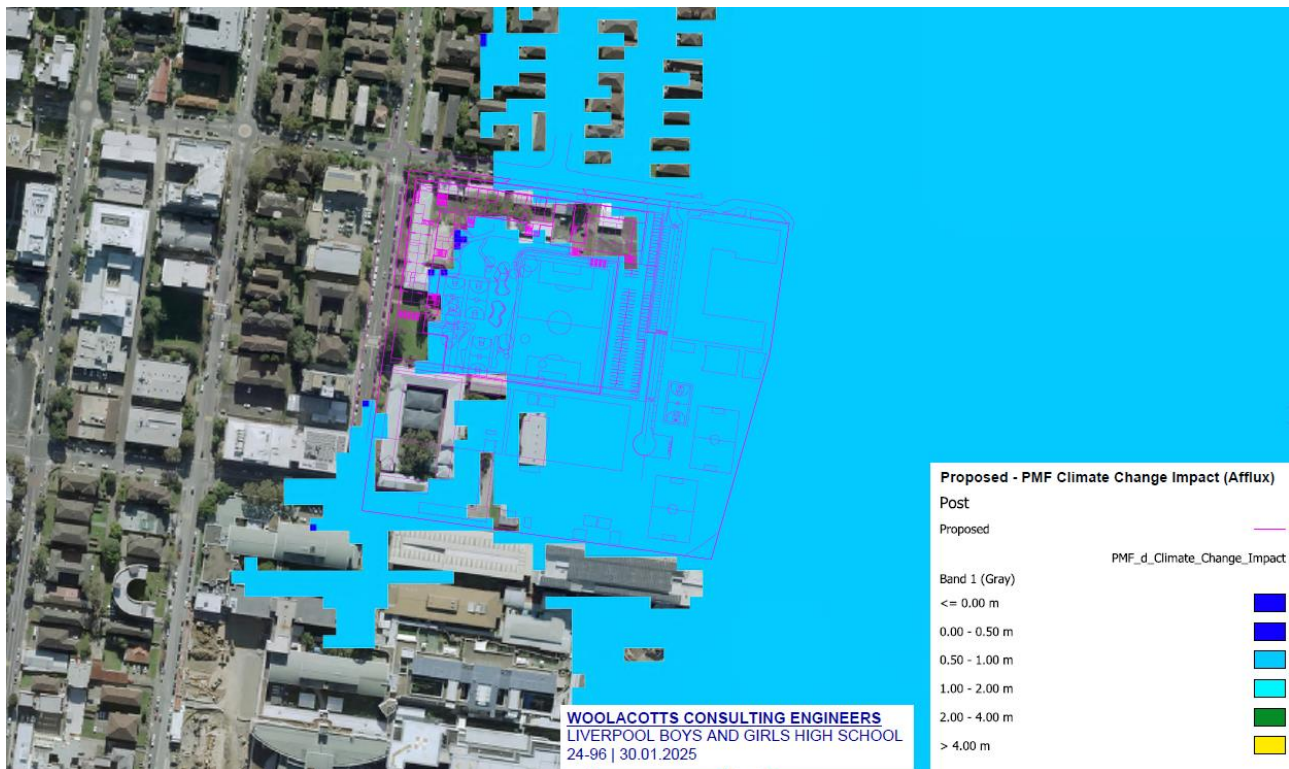 Proposed - PMF Climate Change Impact (Afflux)
Post
Proposed
PMF_d_Climate_Change_Impact
Band 1 (Gray)
<= 0.00 m
0.00 - 0.50 m
0.50 - 1.00 m
1.00 - 2.00 m
2.00 - 4.00 m
> 4.00 m
WOOLACOTTS CONSULTING ENGINEERS
LIVERPOOL BOYS AND GIRLS HIGH SCHOOL
24-96 | 30.01.2025